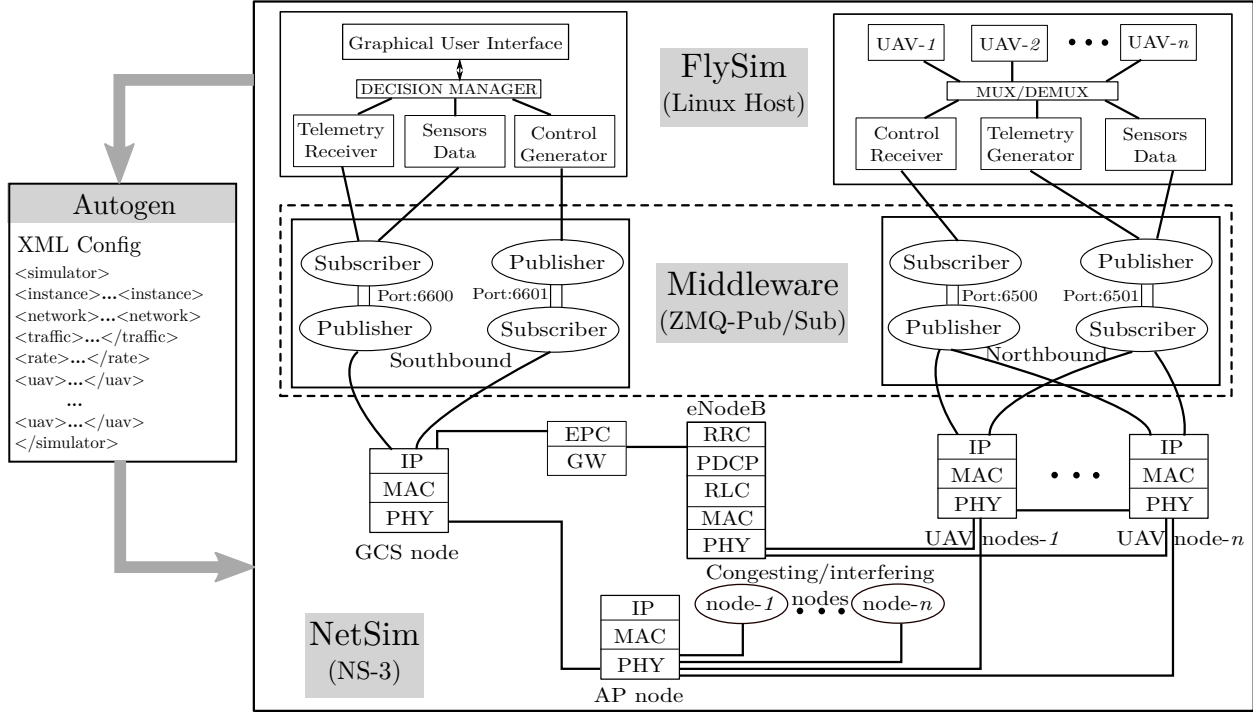 Graphical User Interface
DECISION MANAGER
Telemetry
Receiver
Sensors
Data
Control
Generator
FlySim
(Linux Host)
UAV-1
UAV-2
• • •
UAV-n
MUX/DEMUX
Control
Receiver
Telemetry
Generator
Sensors
Data
Autogen
XML Config
<simulator>
<instance>...<instance>
<network>...<network>
<traffic>...</traffic>
<rate>...</rate>
<uav>...</uav>
...
<uav>...</uav>
</simulator>
Subscriber
Publisher
Port:6600
Port:6601
Publisher
Subscriber
Southbound
Middleware
(ZMQ-Pub/Sub)
Subscriber
Publisher
Port:6500
Port:6501
Publisher
Subscriber
Northbound
IP
MAC
PHY
GCS node
EPC
GW
eNodeB
RRC
PDCP
RLC
MAC
PHY
IP
MAC
PHY
UAV nodes-1
• • •
IP
MAC
PHY
UAV node-n
Congesting/interfering
nodes
node-1
• • •
node-n
IP
MAC
PHY
AP node
NetSim
(NS-3)